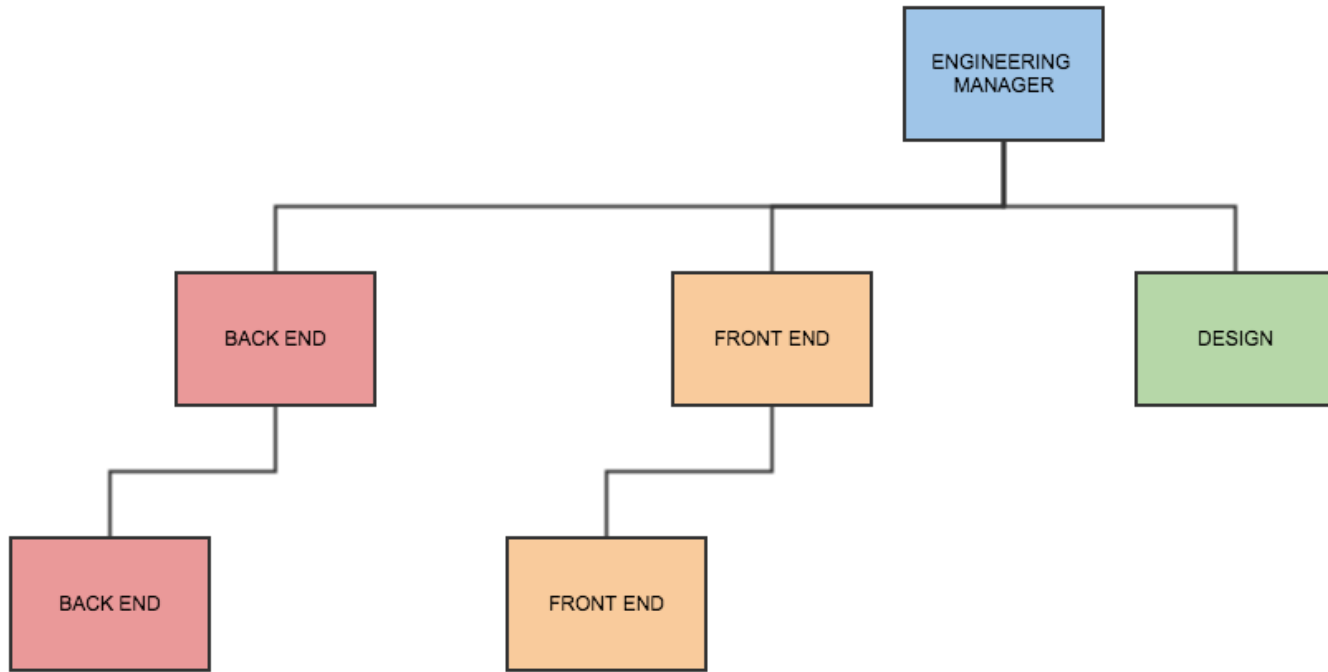 ENGINEERING
MANAGER
BACK END
FRONT END
DESIGN
BACK END
FRONT END